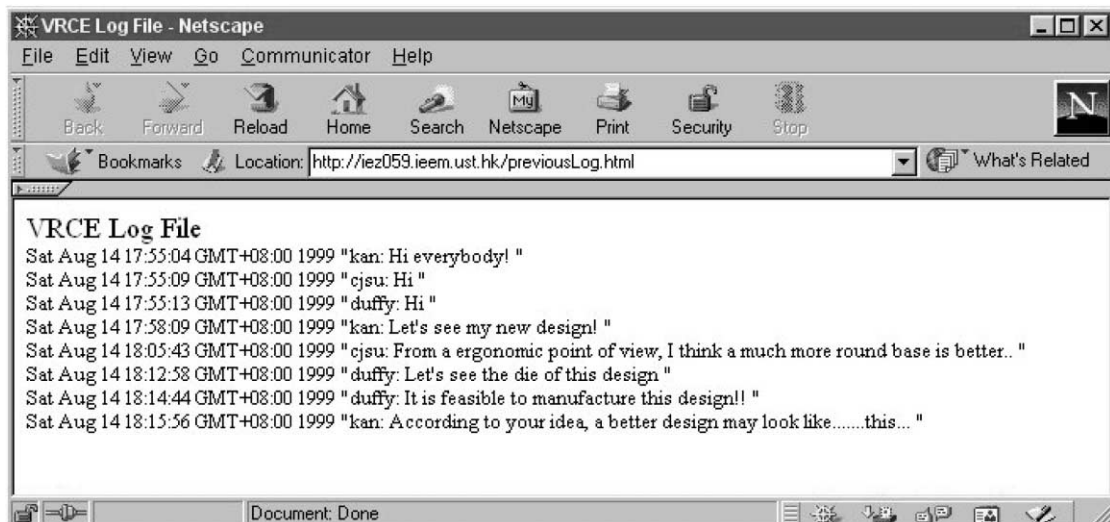 VRCE Log File - Netscape
File Edit View Go Communicator Help
Back Forward Reload Home Search Netscape Print Security Stop
My
N
Bookmarks Location: http://iez059.ieem.ust.hk/previousLog.html What's Related
VRCE Log File
Sat Aug 14 17:55:04 GMT+08:00 1999 "kan: Hi everybody! "
Sat Aug 14 17:55:09 GMT+08:00 1999 "cjsu: Hi "
Sat Aug 14 17:55:13 GMT+08:00 1999 "duffy: Hi "
Sat Aug 14 17:58:09 GMT+08:00 1999 "kan: Let's see my new design! "
Sat Aug 14 18:05:43 GMT+08:00 1999 "cjsu: From a ergonomic point of view, I think a much more round base is better.. "
Sat Aug 14 18:12:58 GMT+08:00 1999 "duffy: Let's see the die of this design "
Sat Aug 14 18:14:44 GMT+08:00 1999 "duffy: It is feasible to manufacture this design!! "
Sat Aug 14 18:15:56 GMT+08:00 1999 "kan: According to your idea, a better design may look like.......this... "
Document: Done